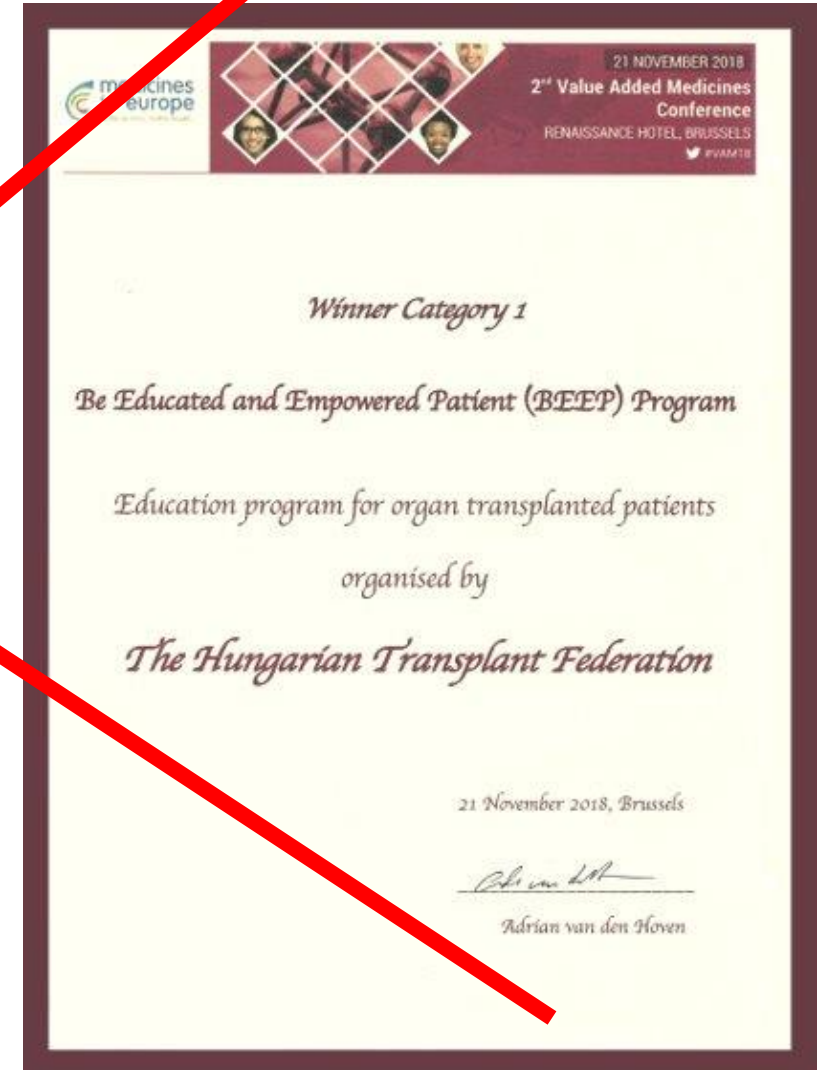 medicines
europe
21 NOVEMBER 2018
2nd Value Added Medicines
Conference
RENAISSANCE HOTEL, BRUSSELS
#VAM18
Winner Category 1
Be Educated and Empowered Patient (BEEP) Program
Education program for organ transplanted patients
organised by
The Hungarian Transplant Federation
21 November 2018, Brussels
Adrian van den Hoven